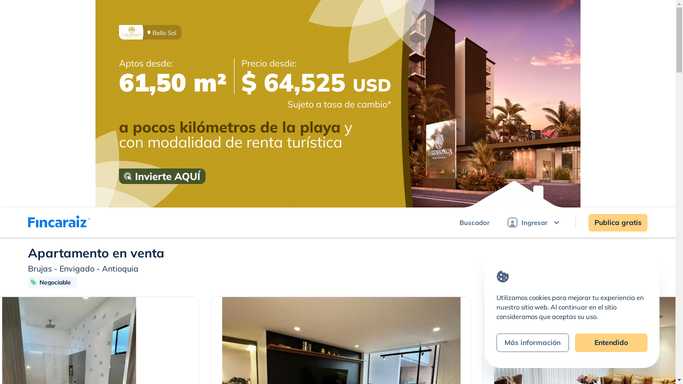 Bello Sol
Aptos desde:
61,50 m²
Precio desde:
$ 64,525 USD
Sujeto a tasa de cambio*
a pocos kilómetros de la playa y
con modalidad de renta turística
Invierte AQUÍ
Fincaraiz
Buscador
Ingresar
Publica gratis
Apartamento en venta
Brujas - Envigado - Antioquia
Negociable
Utilizamos cookies para mejorar tu experiencia en
nuestro sitio web. Al continuar en el sitio
consideramos que aceptas su uso.
Más información
Entendido